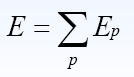 E = ∑_p E_p